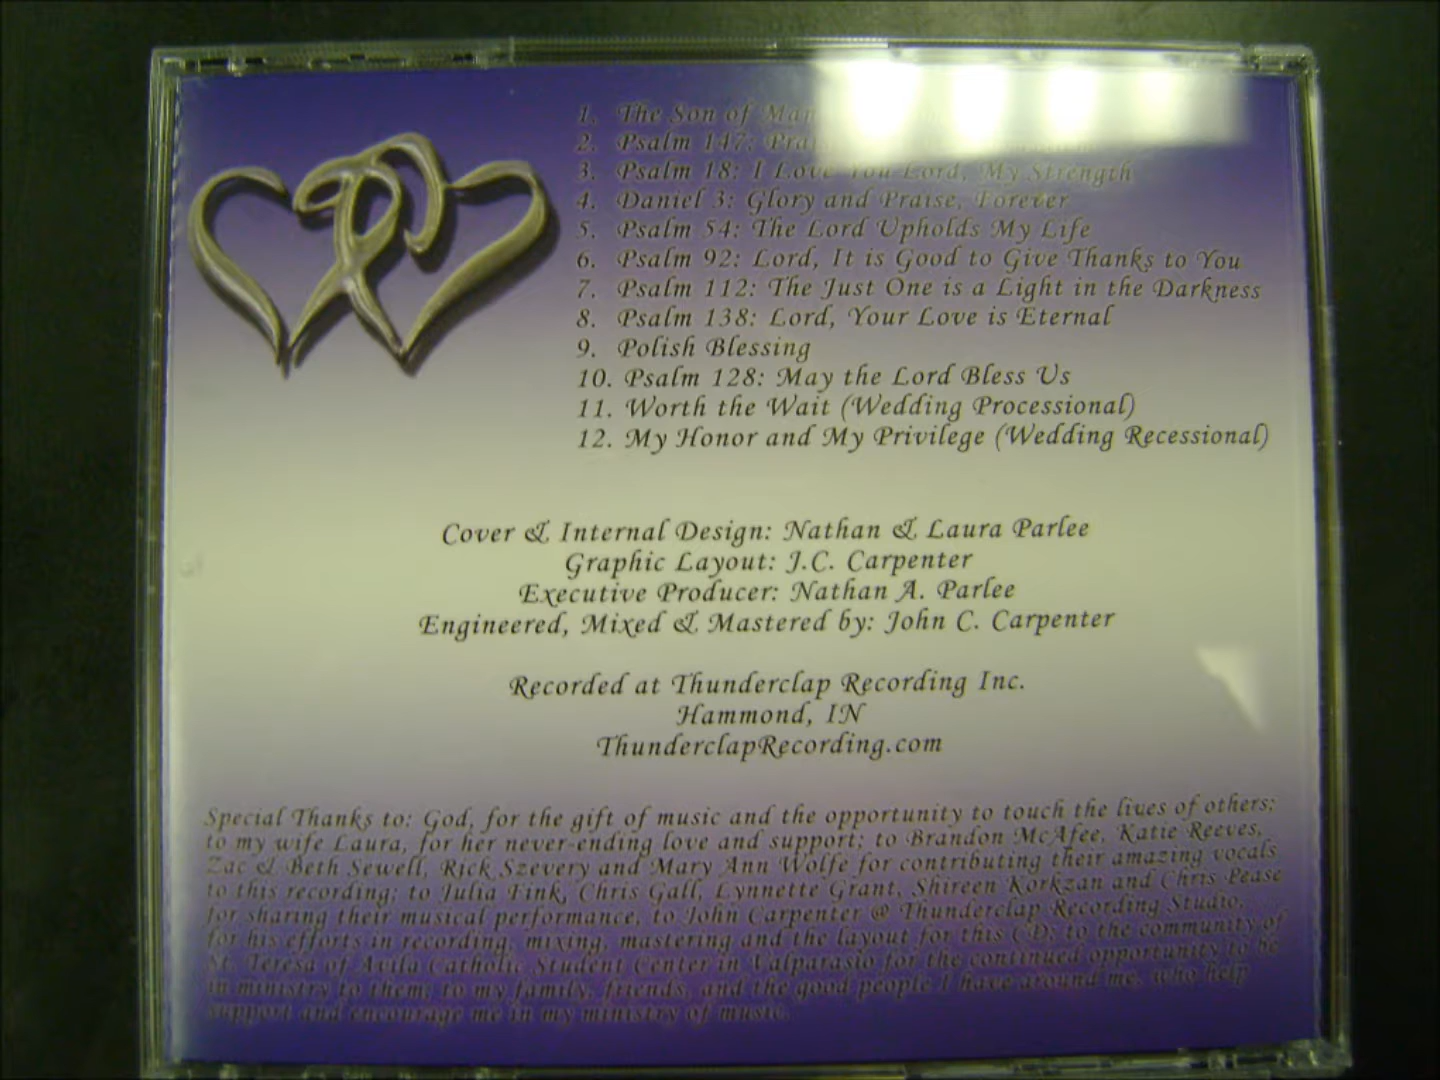 1. The Son of Man
2. Psalm 147:
3. Psalm 18: I Love You Lord, My Strength
4. Daniel 3: Glory and Praise, Forever
5. Psalm 54: The Lord Upholds My Life
6. Psalm 92: Lord, It is Good to Give Thanks to You
7. Psalm 112: The Just One is a Light in the Darkness
8. Psalm 138: Lord, Your Love is Eternal
9. Polish Blessing
10. Psalm 128: May the Lord Bless Us
11. Worth the Wait (Wedding Processional)
12. My Honor and My Privilege (Wedding Recessional)
Cover & Internal Design: Nathan & Laura Parlee
Graphic Layout: J.C. Carpenter
Executive Producer: Nathan A. Parlee
Engineered, Mixed & Mastered by: John C. Carpenter
Recorded at Thunderclap Recording Inc.
Hammond, IN
ThunderclapRecording.com
Special Thanks to: God, for the gift of music and the opportunity to touch the lives of others;
to my wife Laura, for her never-ending love and support; to Brandon McAfee, Katie Reeves,
Zac & Beth Sewell, Rick Szevery and Mary Ann Wolfe for contributing their amazing vocals
to this recording; to Julia Fink, Chris Gall, Lynnette Grant, Shireen Korkzan and Chris Pease
for sharing their musical performance, to John Carpenter @ Thunderclap Recording Studio,
for his efforts in recording, mixing, mastering and the layout for this CD; to the community of
St. Teresa of Avila Catholic Student Center in Valparasio for the continued opportunity to be
in ministry to them; to my family, friends, and the good people I have around me, who help
support and encourage me in my ministry of music.